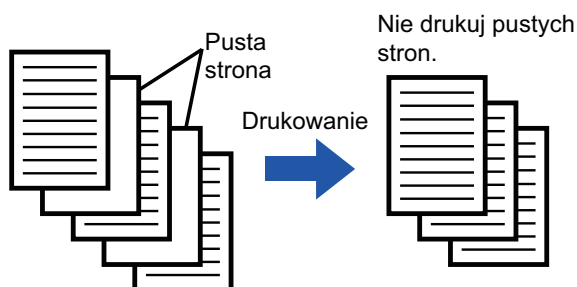 Pusta
strona
Drukowanie
Nie drukuj pustych
stron.